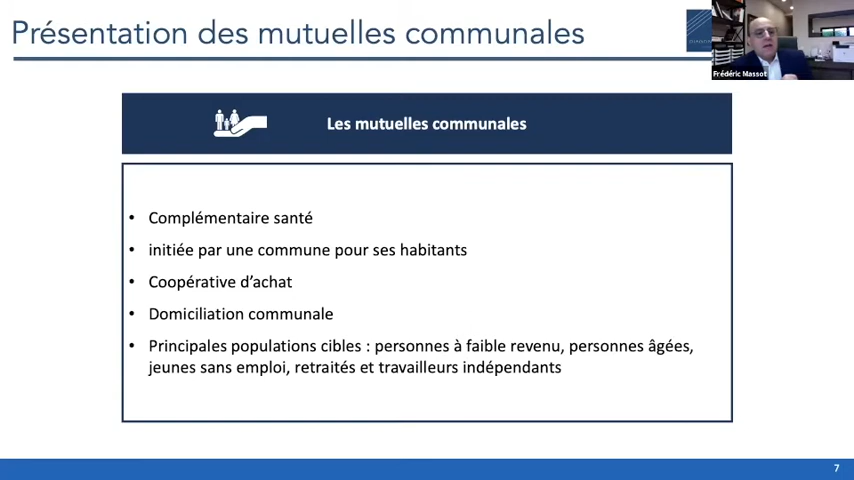 Présentation des mutuelles communales
Frédéric Massot
Les mutuelles communales
• Complémentaire santé
• initiée par une commune pour ses habitants
• Coopérative d'achat
• Domiciliation communale
• Principales populations cibles : personnes à faible revenu, personnes âgées,
jeunes sans emploi, retraités et travailleurs indépendants
7